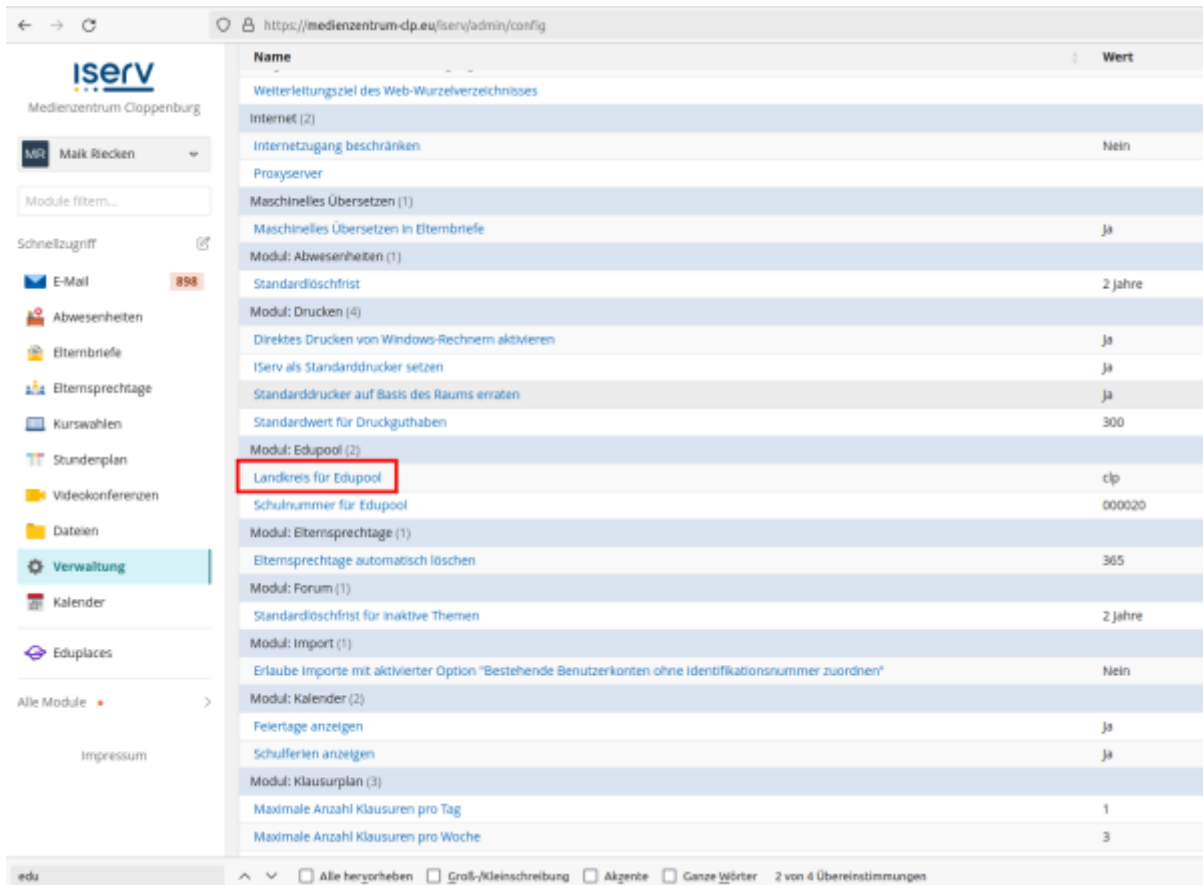 https://medienzentrum-clp.eu/iserv/admin/config
IServ
Medienzentrum Cloppenburg
MR Maik Riecken
Module filtern...
Schnellzugriff
E-Mail 898
Abwesenheiten
Elternbriefe
Elternsprechtage
Kurswahlen
Stundenplan
Videokonferenzen
Dateien
Verwaltung
Kalender
Eduplaces
Alle Module
Impressum
Name Wert
Weiterleitungsziel des Web-Wurzelverzeichnisses
Internet (2)
Internetzugang beschränken Nein
Proxyserver
Maschinelles Übersetzen (1)
Maschinelles Übersetzen in Elternbriefe Ja
Modul: Abwesenheiten (1)
Standardlöschfrist 2 Jahre
Modul: Drucken (4)
Direktes Drucken von Windows-Rechnern aktivieren Ja
IServ als Standarddrucker setzen Ja
Standarddrucker auf Basis des Raums erraten Ja
Standardwert für Druckguthaben 300
Modul: Edupool (2)
Landkreis für Edupool clp
Schulnummer für Edupool 000020
Modul: Elternsprechtage (1)
Elternsprechtage automatisch löschen 365
Modul: Forum (1)
Standardlöschfrist für inaktive Themen 2 Jahre
Modul: Import (1)
Erlaube Importe mit aktivierter Option "Bestehende Benutzerkonten ohne Identifikationsnummer zuordnen" Nein
Modul: Kalender (2)
Feiertage anzeigen Ja
Schulferien anzeigen Ja
Modul: Klausurplan (3)
Maximale Anzahl Klausuren pro Tag 1
Maximale Anzahl Klausuren pro Woche 3
edu Alle hervorheben Groß-/Kleinschreibung Akzente Ganze Wörter 2 von 4 Übereinstimmungen